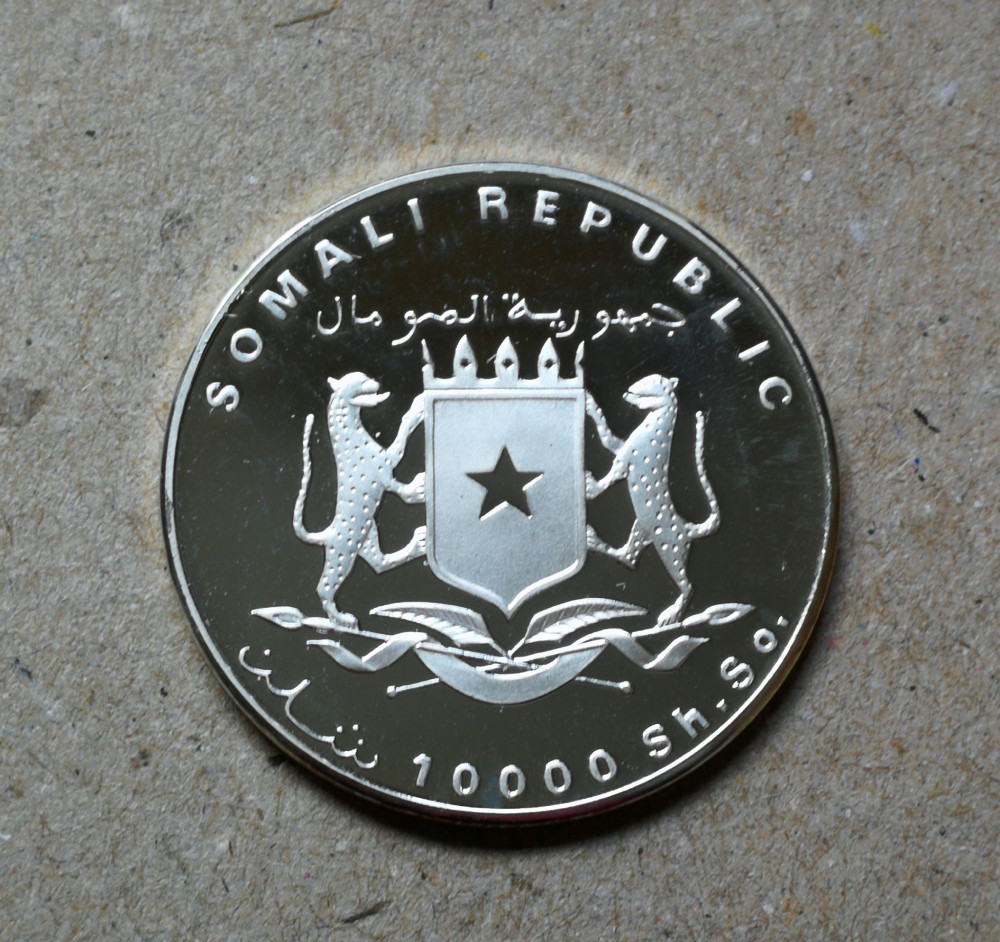 SOMALI REPUBLIC
جمهورية الصومال
10000 Sh.So.
شلن